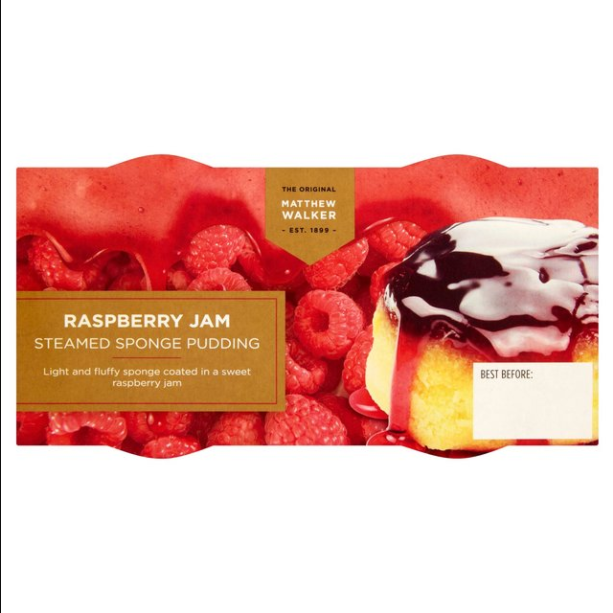 THE ORIGINAL
MATTHEW
WALKER
- EST. 1899 -
RASPBERRY JAM
STEAMED SPONGE PUDDING
Light and fluffy sponge coated in a sweet
raspberry jam
BEST BEFORE: